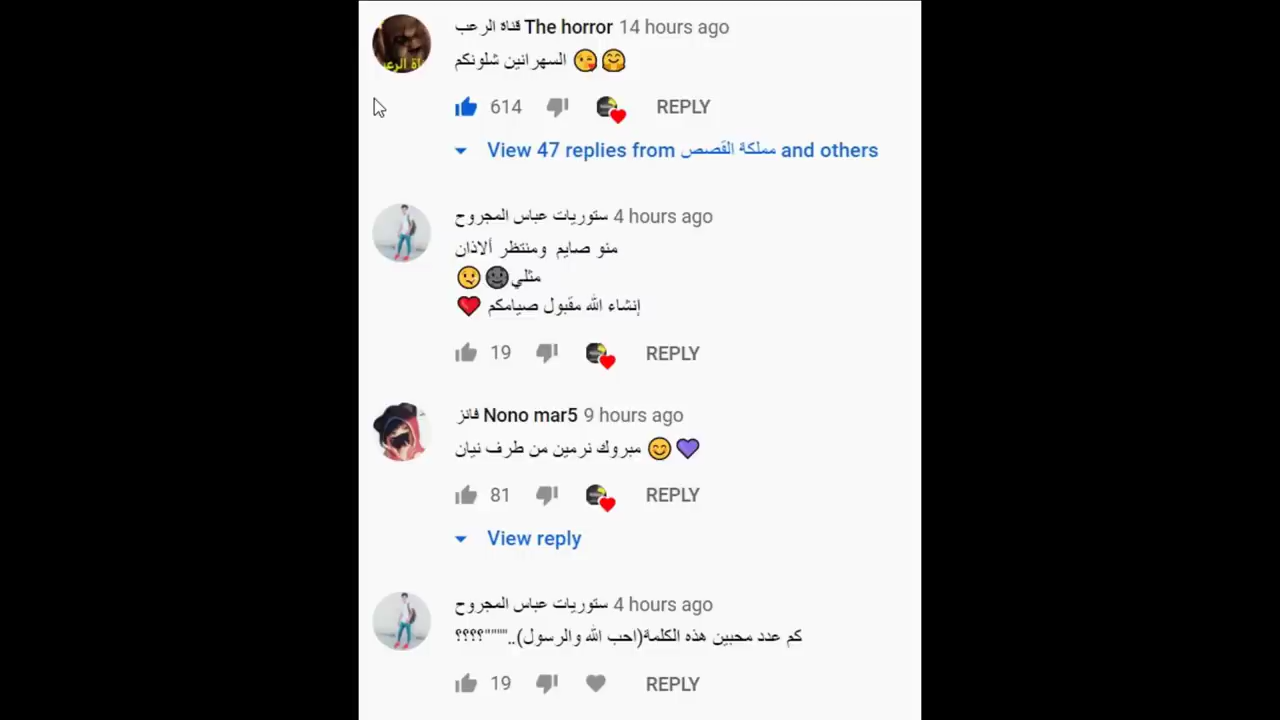 قناة الرعب The horror 14 hours ago
السهرانين شلونكم 😘🤗
614 REPLY
View 47 replies from مملكة القصص and others
ستوريات عباس المجروح 4 hours ago
منو صايم ومنتظر ألاذان
مثلي🌚🤨
إنشاء الله مقبول صيامكم ❤️
19 REPLY
فائز Nono mar5 9 hours ago
مبروك نرمين من طرف نيان 😊💜
81 REPLY
View reply
ستوريات عباس المجروح 4 hours ago
كم عدد محبين هذه الكلمة(احب الله والرسول)..""""؟؟؟؟
19 REPLY